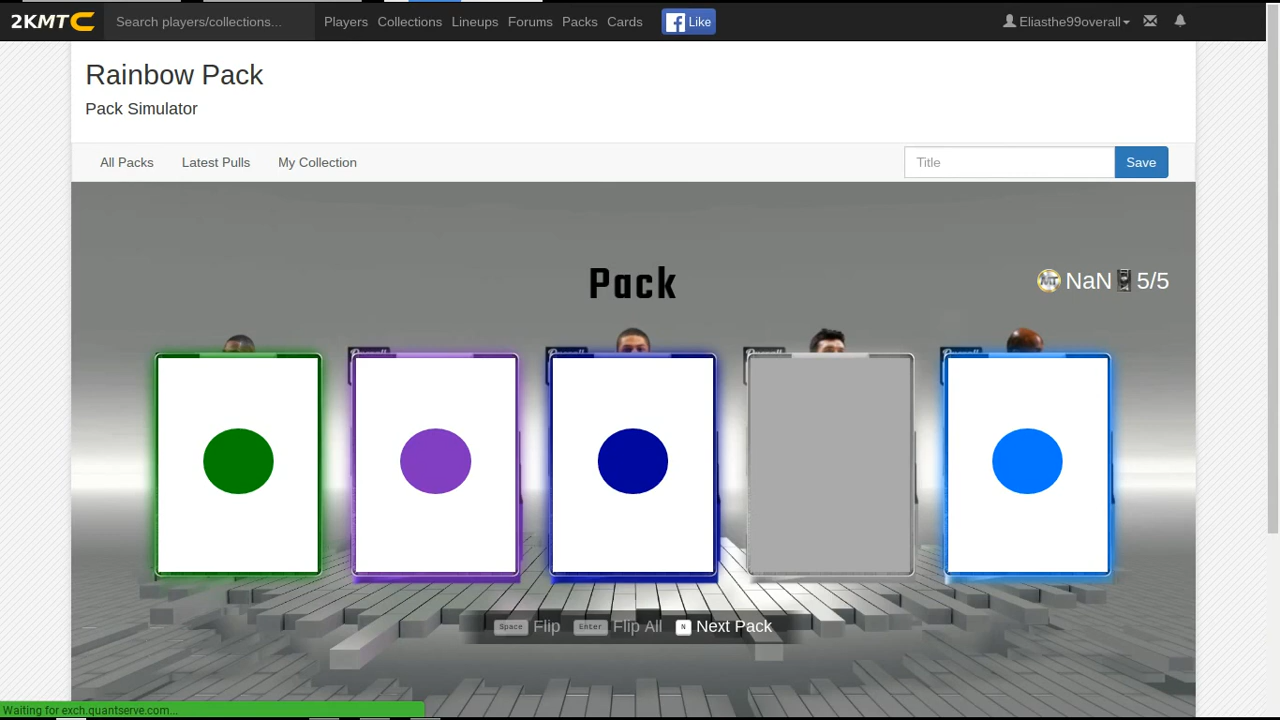 2KMTC
Search players/collections...
Players Collections Lineups Forums Packs Cards
Like
Eliasthe99overall
Rainbow Pack
Pack Simulator
All Packs Latest Pulls My Collection
Title
Save
Pack
MT NaN 5/5
Space Flip Enter Flip All N Next Pack
Waiting for exch.quantserve.com...